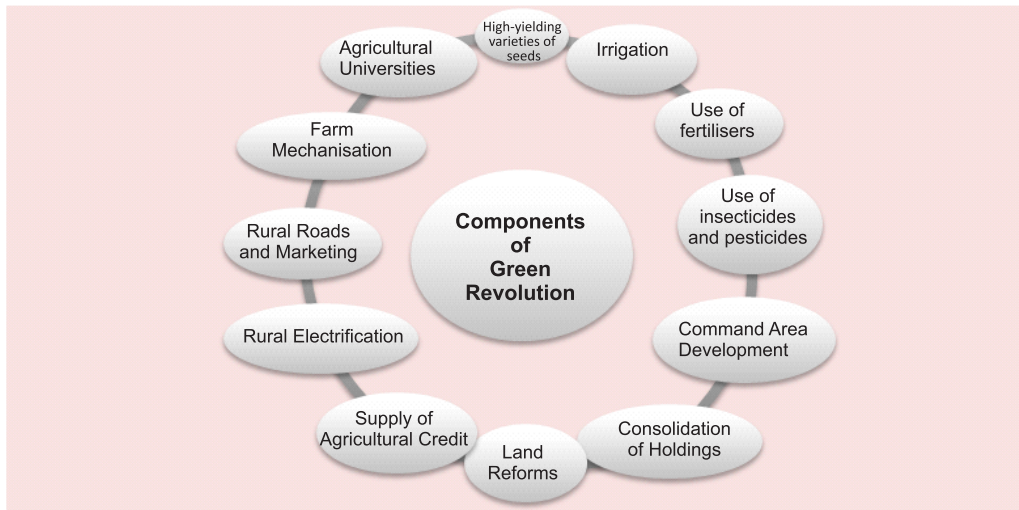 High-yielding
varieties of
seeds
Irrigation
Use of
fertilisers
Use of
insecticides
and pesticides
Command Area
Development
Consolidation
of Holdings
Land
Reforms
Supply of
Agricultural Credit
Rural Electrification
Rural Roads
and Marketing
Farm
Mechanisation
Agricultural
Universities
Components
of
Green
Revolution